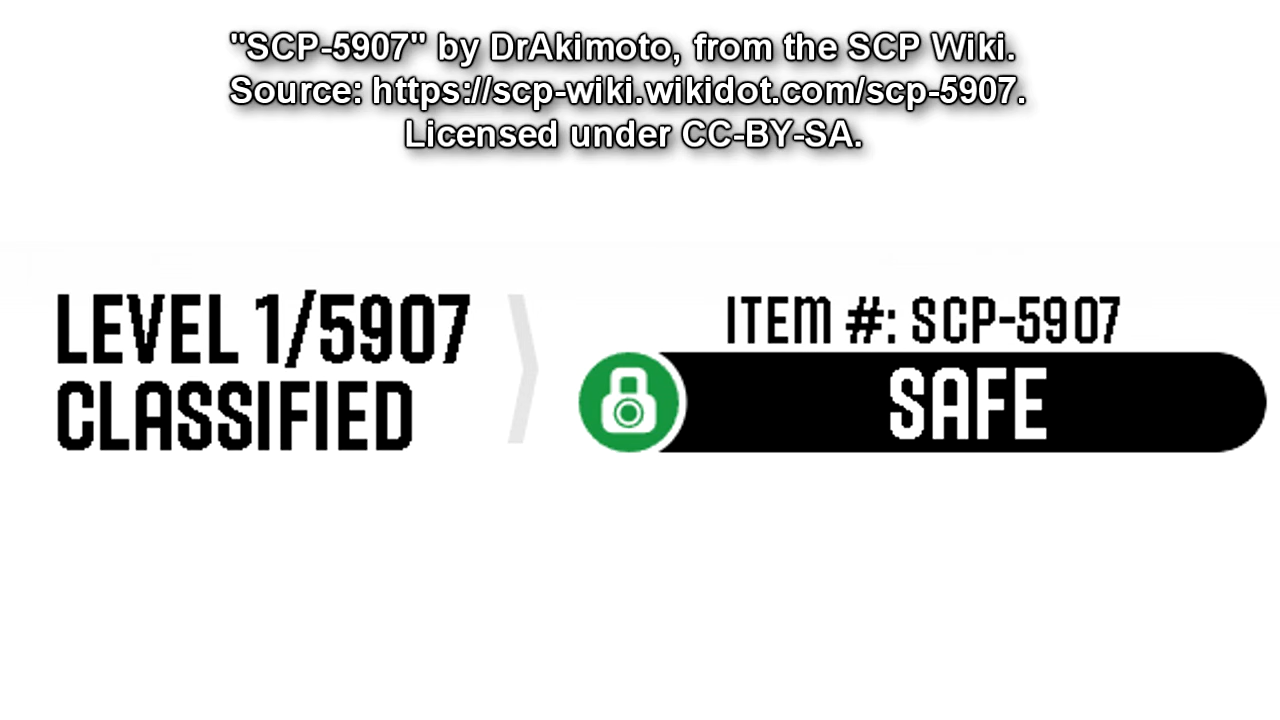 "SCP-5907" by DrAkimoto, from the SCP Wiki.
Source: https://scp-wiki.wikidot.com/scp-5907.
Licensed under CC-BY-SA.
LEVEL 1/5907
CLASSIFIED
ITEM #: SCP-5907
SAFE